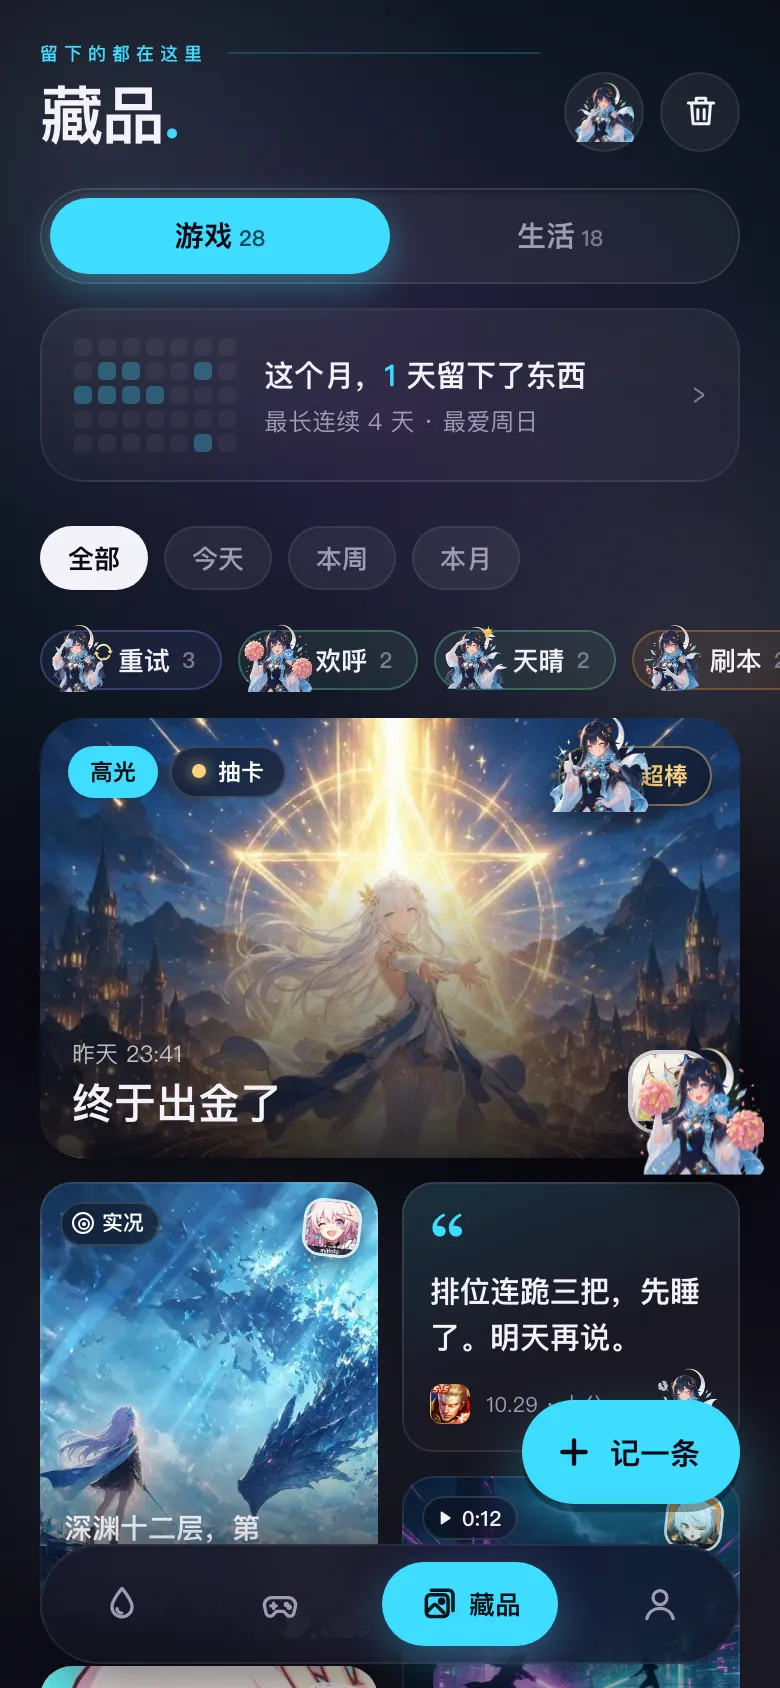 留下的都在这里
藏品.
游戏 28
生活 18
这个月，1 天留下了东西
最长连续 4 天 · 最爱周日
全部
今天
本周
本月
重试 3
欢呼 2
天晴 2
刷本
高光
抽卡
超棒
昨天 23:41
终于出金了
实况
“
排位连跪三把，先睡
了。明天再说。
10.29 ·
记一条
0:12
深渊十二层，第
藏品